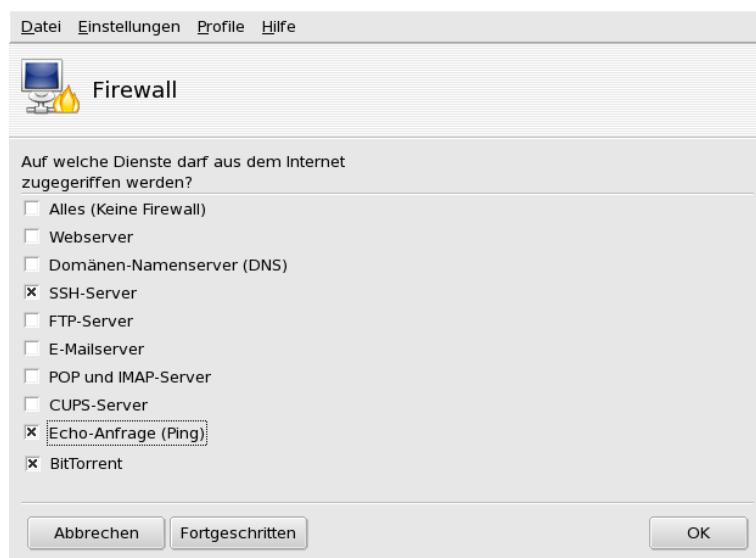 Datei Einstellungen Profile Hilfe
Firewall
Auf welche Dienste darf aus dem Internet
zugegeriffen werden?
Alles (Keine Firewall)
Webserver
Domänen-Namenserver (DNS)
SSH-Server
FTP-Server
E-Mailserver
POP und IMAP-Server
CUPS-Server
Echo-Anfrage (Ping)
BitTorrent
Abbrechen Fortgeschritten OK